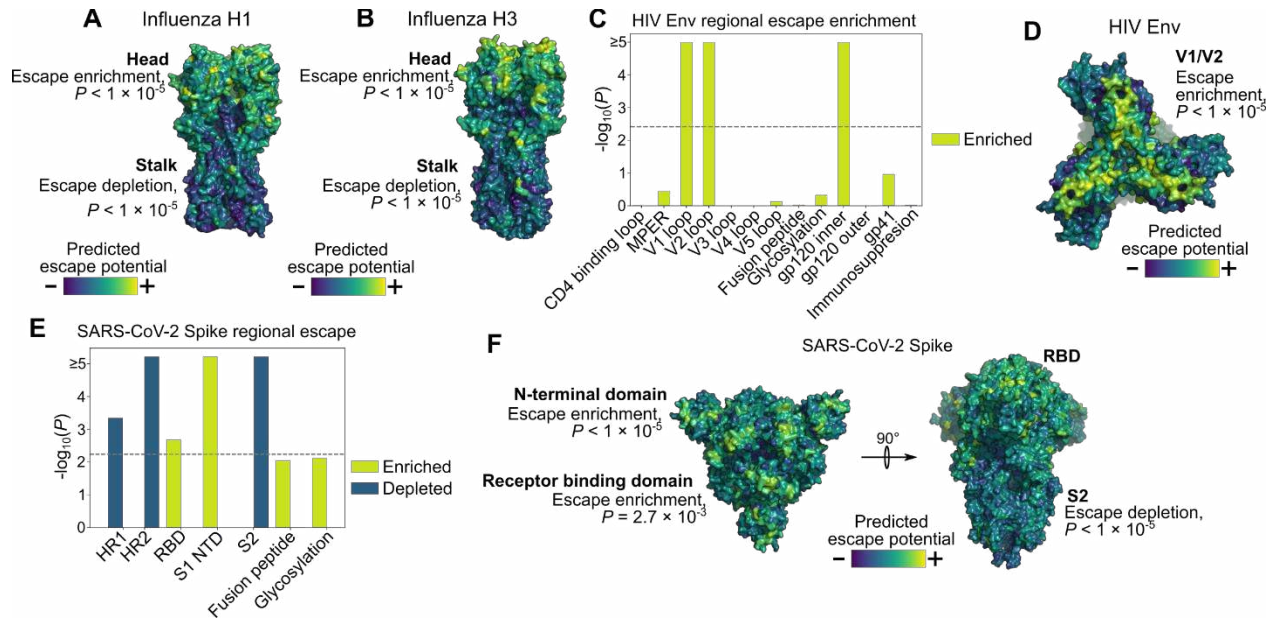 A
Influenza H1
Head
Escape enrichment,
P < 1 × 10-5
Stalk
Escape depletion,
P < 1 × 10-5
Predicted
escape potential
− +
B
Influenza H3
Head
Escape enrichment,
P < 1 × 10-5
Stalk
Escape depletion,
P < 1 × 10-5
Predicted
escape potential
− +
C
HIV Env regional escape enrichment
-log10(P)
≥5
4
3
2
1
0
CD4 binding loop
MPER
V1 loop
V2 loop
V3 loop
V4 loop
V5 loop
Fusion peptide
Glycosylation
gp120 inner
gp120 outer
gp41
Immunosuppresion
Enriched
D
HIV Env
V1/V2
Escape
enrichment,
P < 1 × 10-5
Predicted
escape potential
− +
E
SARS-CoV-2 Spike regional escape
-log10(P)
≥5
4
3
2
1
0
HR1
HR2
RBD
S1 NTD
S2
Fusion peptide
Glycosylation
Enriched
Depleted
F
SARS-CoV-2 Spike
N-terminal domain
Escape enrichment,
P < 1 × 10-5
Receptor binding domain
Escape enrichment,
P = 2.7 × 10-3
90°
RBD
S2
Escape depletion,
P < 1 × 10-5
Predicted
escape potential
− +